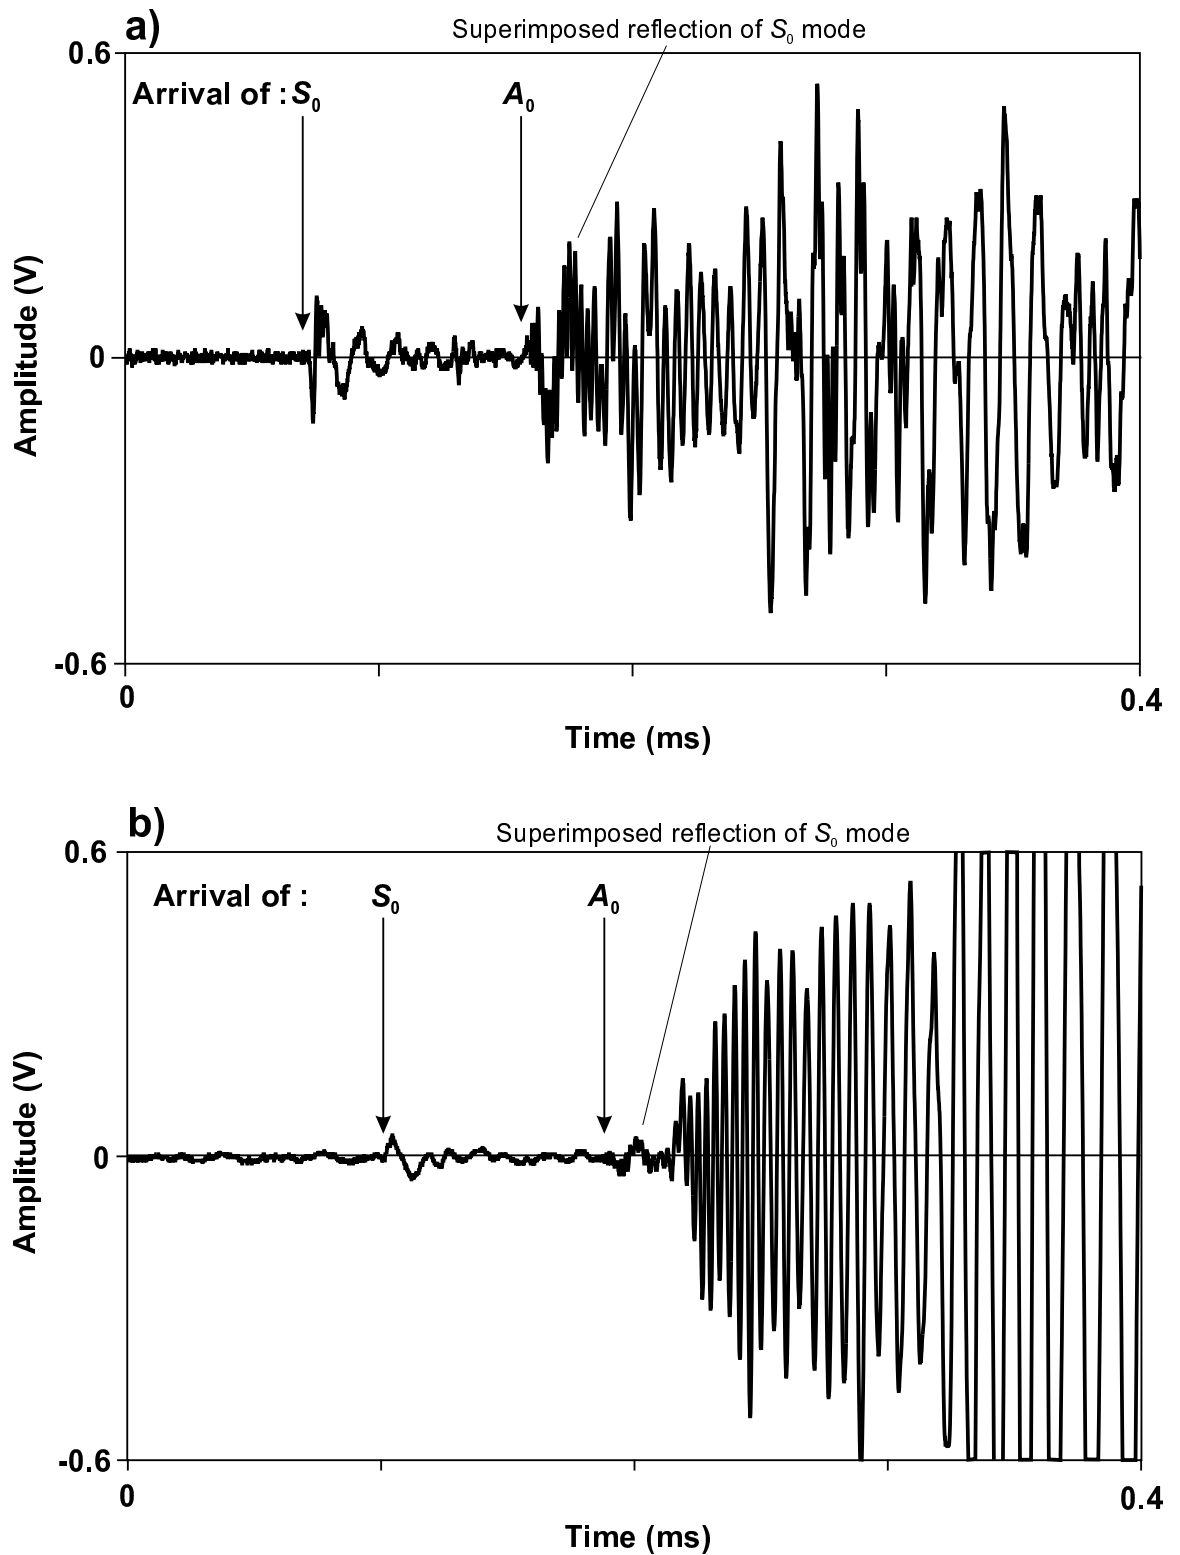 a)
Superimposed reflection of S0 mode
0.6
Arrival of : S0 A0
Amplitude (V)
0
-0.6
0 0.4
Time (ms)
b)
Superimposed reflection of S0 mode
0.6
Arrival of : S0 A0
Amplitude (V)
0
-0.6
0 0.4
Time (ms)